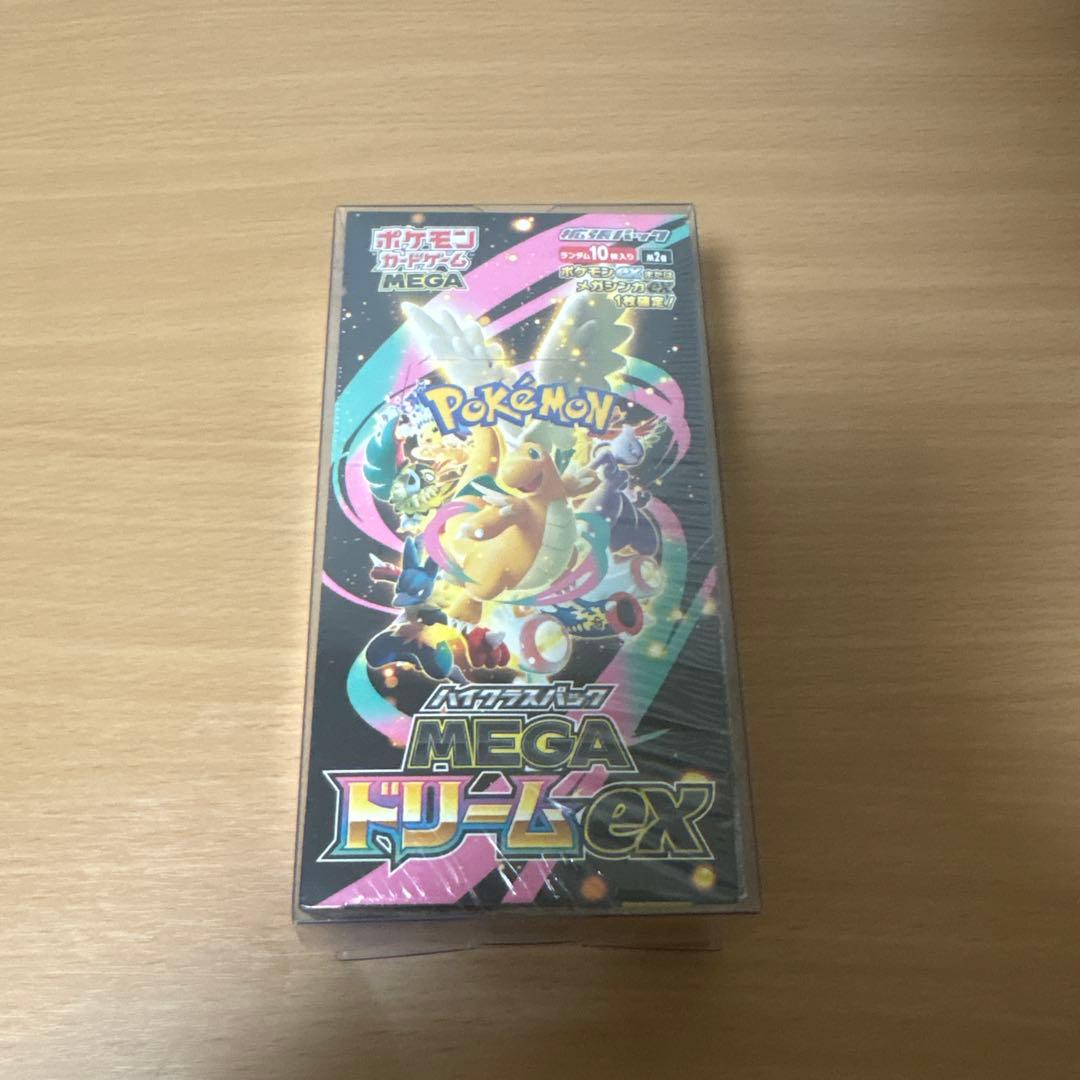 ポケモン
カードゲーム
MEGA
拡張パック
ランダム10枚入り M2a
ポケモンexまたは
メガシンカex
1枚確定!
POKéMON
ハイクラスパック
MEGA
ドリームex